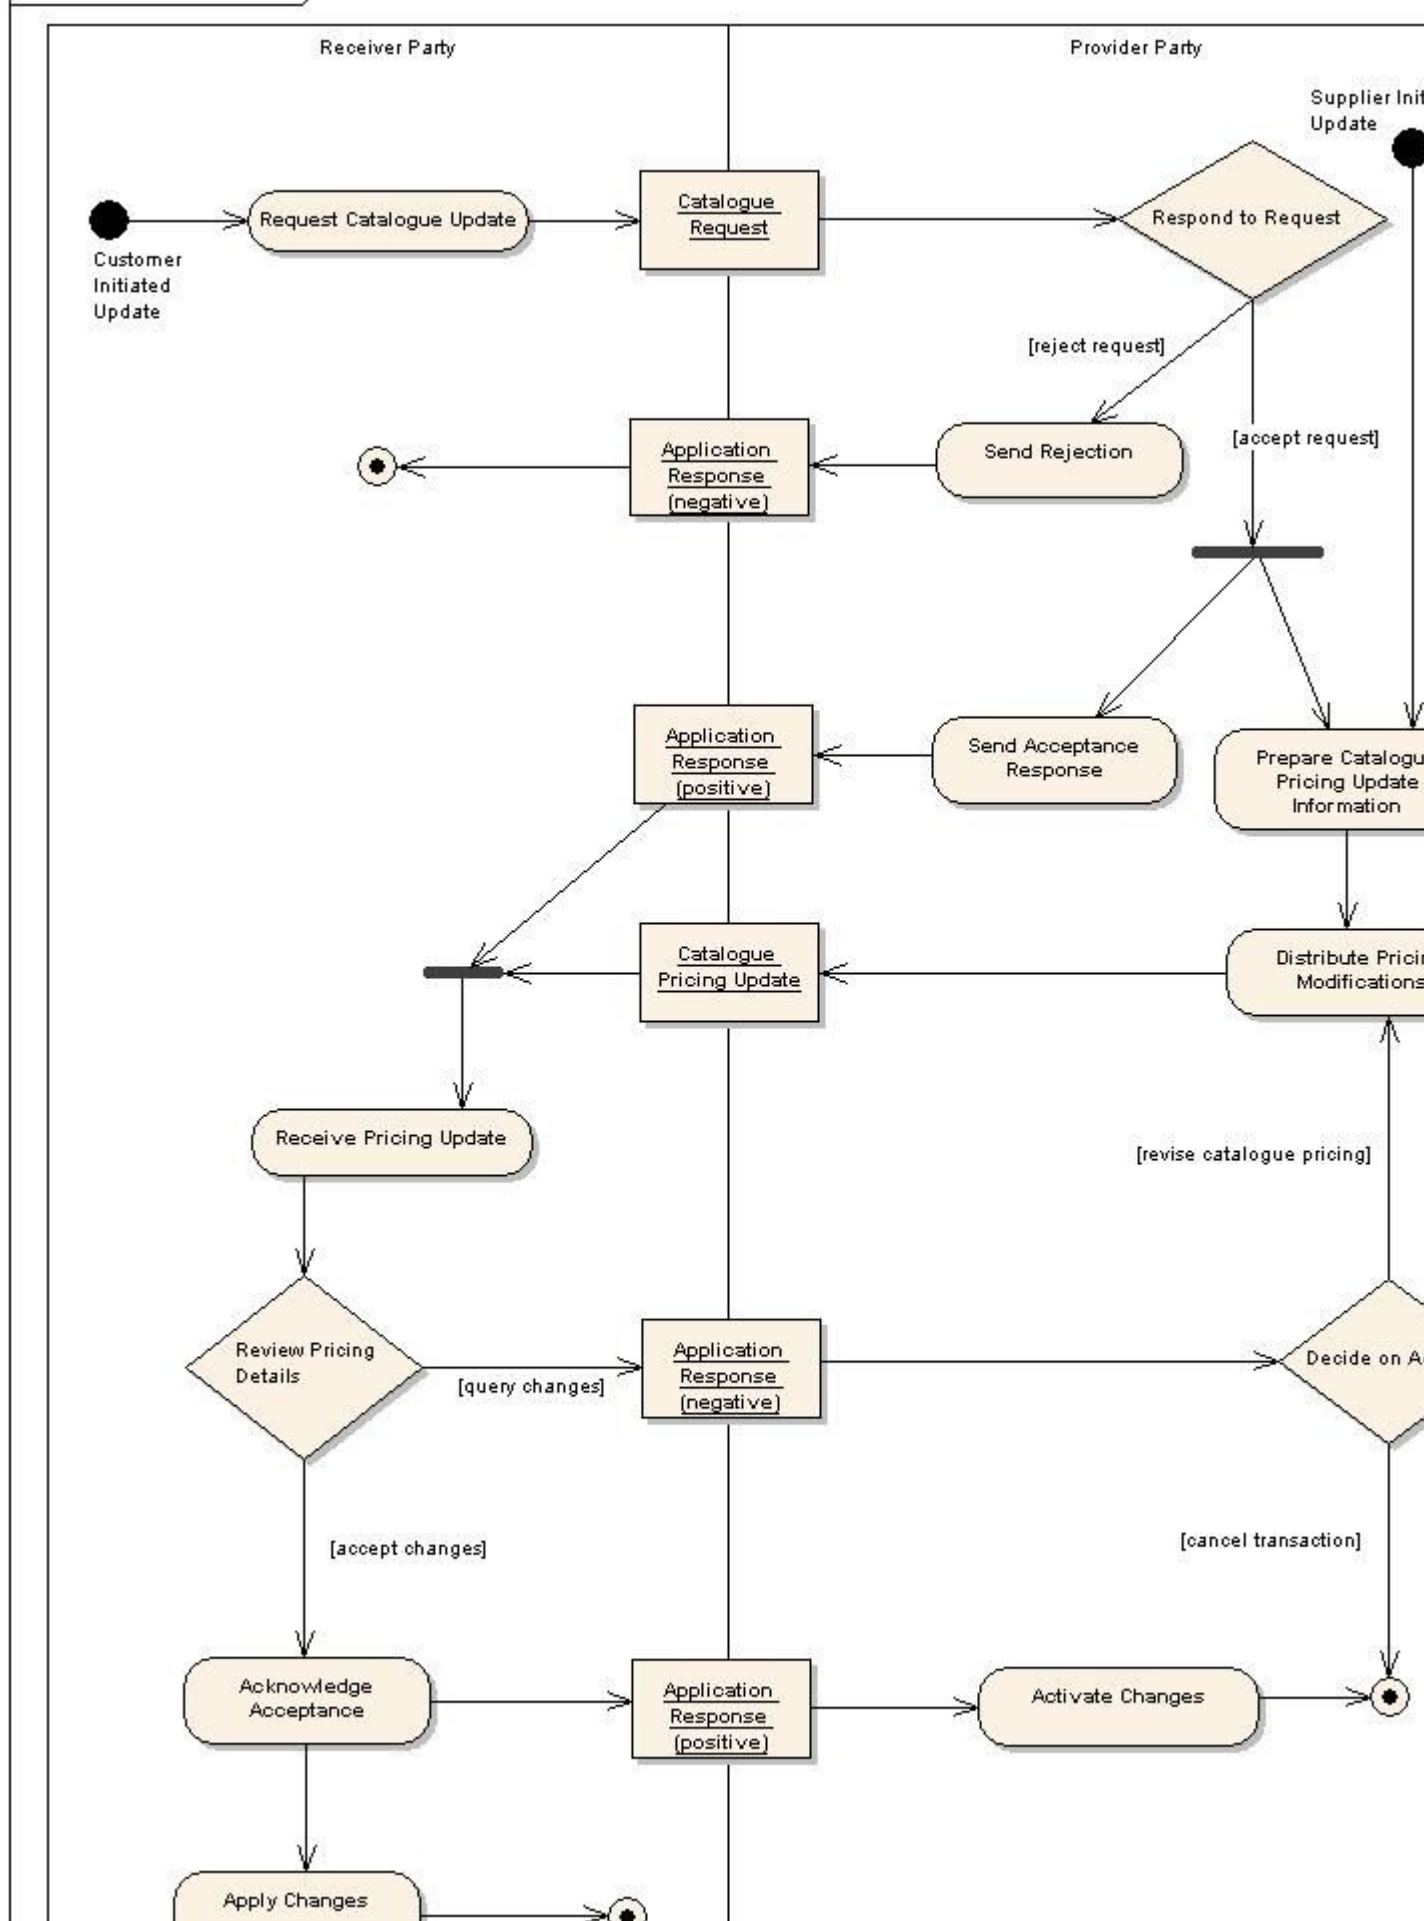 Receiver Party
Provider Party
Supplier Init
Update
Request Catalogue Update
Catalogue
Request
Respond to Request
Customer
Initiated
Update
[reject request]
[accept request]
Application
Response
(negative)
Send Rejection
Application
Response
(positive)
Send Acceptance
Response
Prepare Catalogu
Pricing Update
Information
Catalogue
Pricing Update
Distribute Pricin
Modifications
Receive Pricing Update
[revise catalogue pricing]
Review Pricing
Details
[query changes]
Application
Response
(negative)
Decide on A
[accept changes]
[cancel transaction]
Acknowledge
Acceptance
Application
Response
(positive)
Activate Changes
Apply Changes